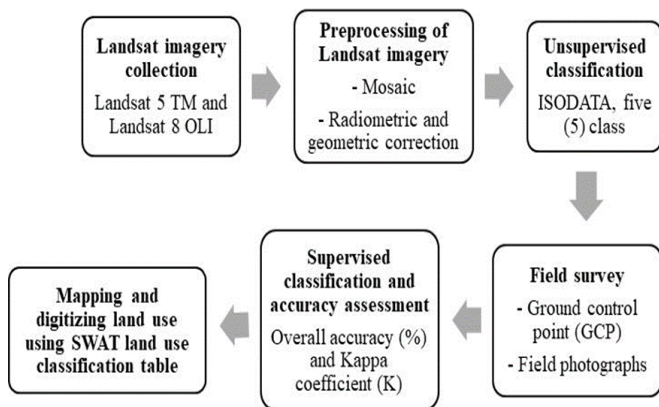 Landsat imagery
collection
Landsat 5 TM and
Landsat 8 OLI
Preprocessing of
Landsat imagery
- Mosaic
- Radiometric and
geometric correction
Unsupervised
classification
ISODATA, five
(5) class
Field survey
- Ground control
point (GCP)
- Field photographs
Supervised
classification and
accuracy assessment
Overall accuracy (%)
and Kappa
coefficient (K)
Mapping and
digitizing land use
using SWAT land use
classification table